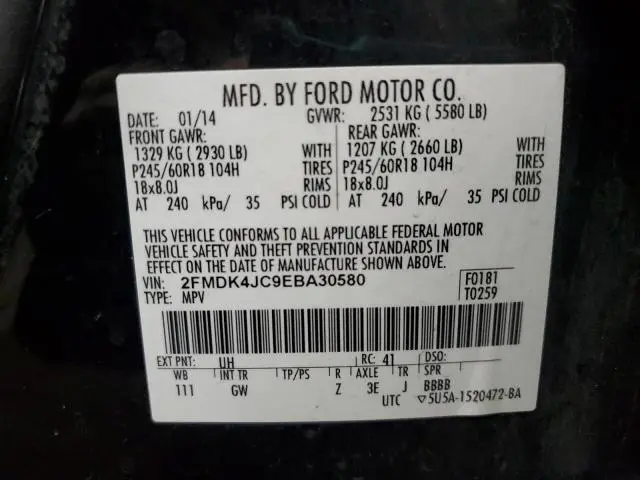 MFD. BY FORD MOTOR CO.
DATE: 01/14 GVWR: 2531 KG ( 5580 LB)
FRONT GAWR: REAR GAWR:
1329 KG ( 2930 LB) 1207 KG ( 2660 LB)
P245/60R18 104H TIRES P245/60R18 104H TIRES
18x8.0J RIMS 18x8.0J RIMS
AT 240 kPa/ 35 PSI COLD AT 240 kPa/ 35 PSI COLD
THIS VEHICLE CONFORMS TO ALL APPLICABLE FEDERAL MOTOR
VEHICLE SAFETY AND THEFT PREVENTION STANDARDS IN
EFFECT ON THE DATE OF MANUFACTURE SHOWN ABOVE.
VIN: 2FMDK4JC9EBA30580 F0181
TYPE: MPV T0259
EXT PNT: UH RC: 41 DSO:
WB INT TR TP/PS R AXLE TR SPR
111 GW Z 3E J BBBB
UTC ▽5U5A-1520472-BA